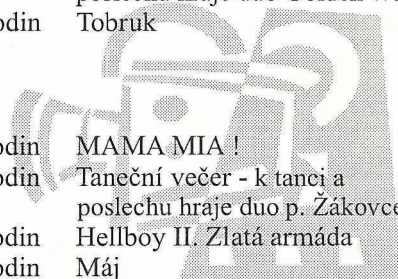 odin Tobruk
odin MAMA MIA !
odin Taneční večer - k tanci a
poslechu hraje duo p. Žákovce
odin Hellboy II. Zlatá armáda
odin Máj